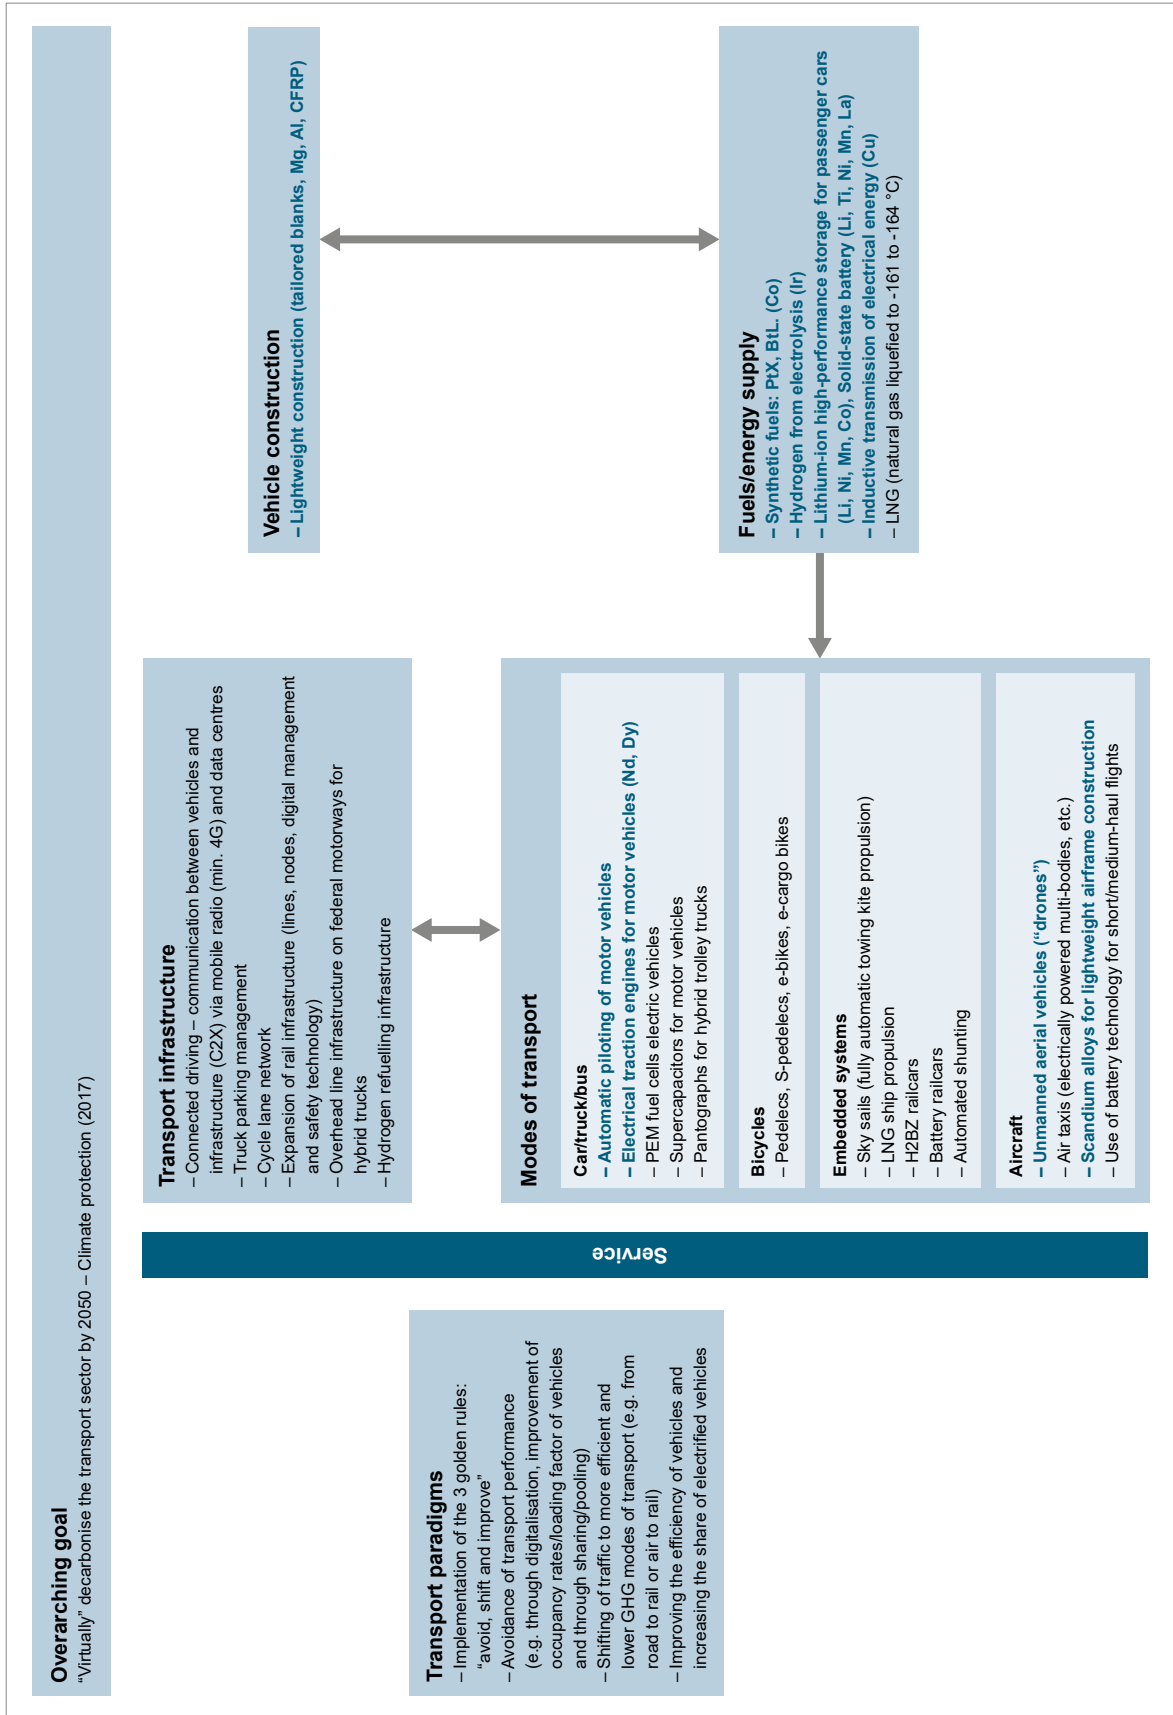 Overarching goal
“Virtually” decarbonise the transport sector by 2050 – Climate protection (2017)
Transport paradigms
– Implementation of the 3 golden rules:
“avoid, shift and improve”
– Avoidance of transport performance
(e.g. through digitalisation, improvement of
occupancy rates/loading factor of vehicles
and through sharing/pooling)
– Shifting of traffic to more efficient and
lower GHG modes of transport (e.g. from
road to rail or air to rail)
– Improving the efficiency of vehicles and
increasing the share of electrified vehicles
Service
Transport infrastructure
– Connected driving – communication between vehicles and
infrastructure (C2X) via mobile radio (min. 4G) and data centres
– Truck parking management
– Cycle lane network
– Expansion of rail infrastructure (lines, nodes, digital management
and safety technology)
– Overhead line infrastructure on federal motorways for
hybrid trucks
– Hydrogen refuelling infrastructure
Modes of transport
Car/truck/bus
– Automatic piloting of motor vehicles
– Electrical traction engines for motor vehicles (Nd, Dy)
– PEM fuel cells electric vehicles
– Supercapacitors for motor vehicles
– Pantographs for hybrid trolley trucks
Bicycles
– Pedelecs, S-pedelecs, e-bikes, e-cargo bikes
Embedded systems
– Sky sails (fully automatic towing kite propulsion)
– LNG ship propulsion
– H2BZ railcars
– Battery railcars
– Automated shunting
Aircraft
– Unmanned aerial vehicles (“drones”)
– Air taxis (electrically powered multi-bodies, etc.)
– Scandium alloys for lightweight airframe construction
– Use of battery technology for short/medium-haul flights
Vehicle construction
– Lightweight construction (tailored blanks, Mg, Al, CFRP)
Fuels/energy supply
– Synthetic fuels: PtX, BtL. (Co)
– Hydrogen from electrolysis (Ir)
– Lithium-ion high-performance storage for passenger cars
(Li, Ni, Mn, Co), Solid-state battery (Li, Ti, Ni, Mn, La)
– Inductive transmission of electrical energy (Cu)
– LNG (natural gas liquefied to -161 to -164 °C)